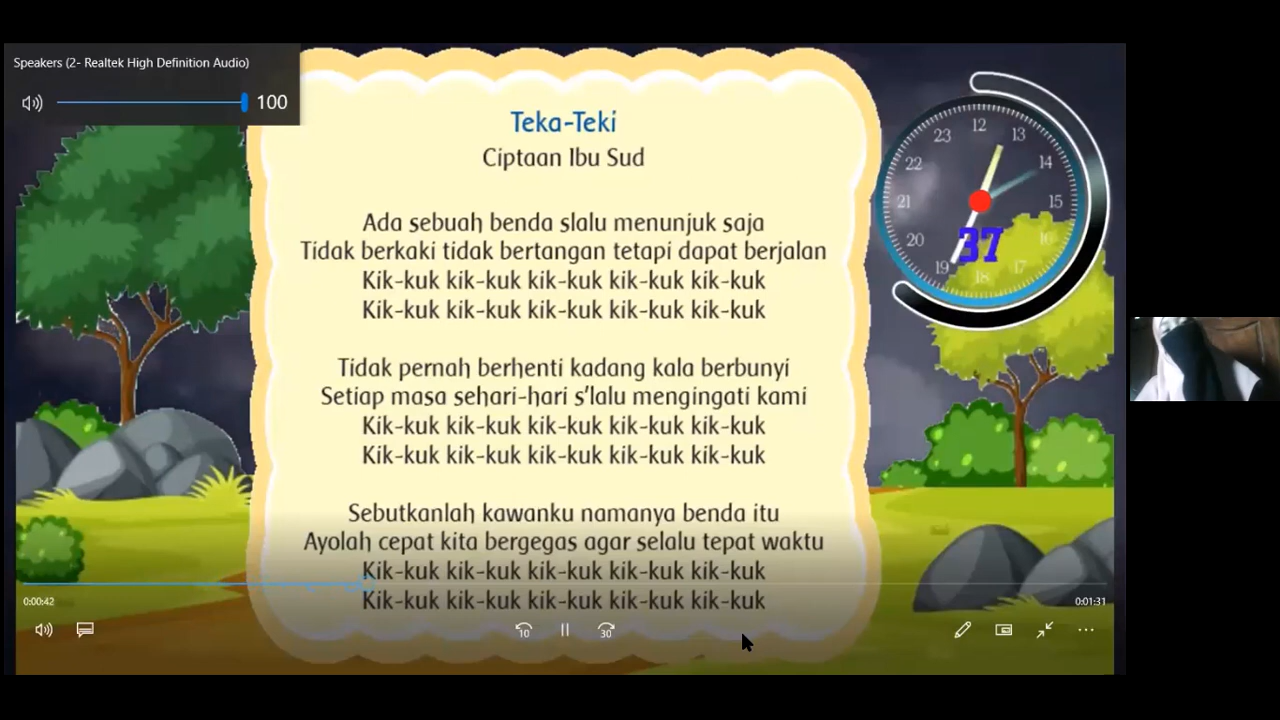 Speakers (2- Realtek High Definition Audio)
100
Teka-Teki
Ciptaan Ibu Sud
Ada sebuah benda slalu menunjuk saja
Tidak berkaki tidak bertangan tetapi dapat berjalan
Kik-kuk kik-kuk kik-kuk kik-kuk kik-kuk
Kik-kuk kik-kuk kik-kuk kik-kuk kik-kuk
Tidak pernah berhenti kadang kala berbunyi
Setiap masa sehari-hari s'lalu mengingati kami
Kik-kuk kik-kuk kik-kuk kik-kuk kik-kuk
Kik-kuk kik-kuk kik-kuk kik-kuk kik-kuk
Sebutkanlah kawanku namanya benda itu
Ayolah cepat kita bergegas agar selalu tepat waktu
Kik-kuk kik-kuk kik-kuk kik-kuk kik-kuk
Kik-kuk kik-kuk kik-kuk kik-kuk kik-kuk
12
13
14
15
16
17
18
19
20
21
22
23
37
0:00:42
0:01:31
10
30